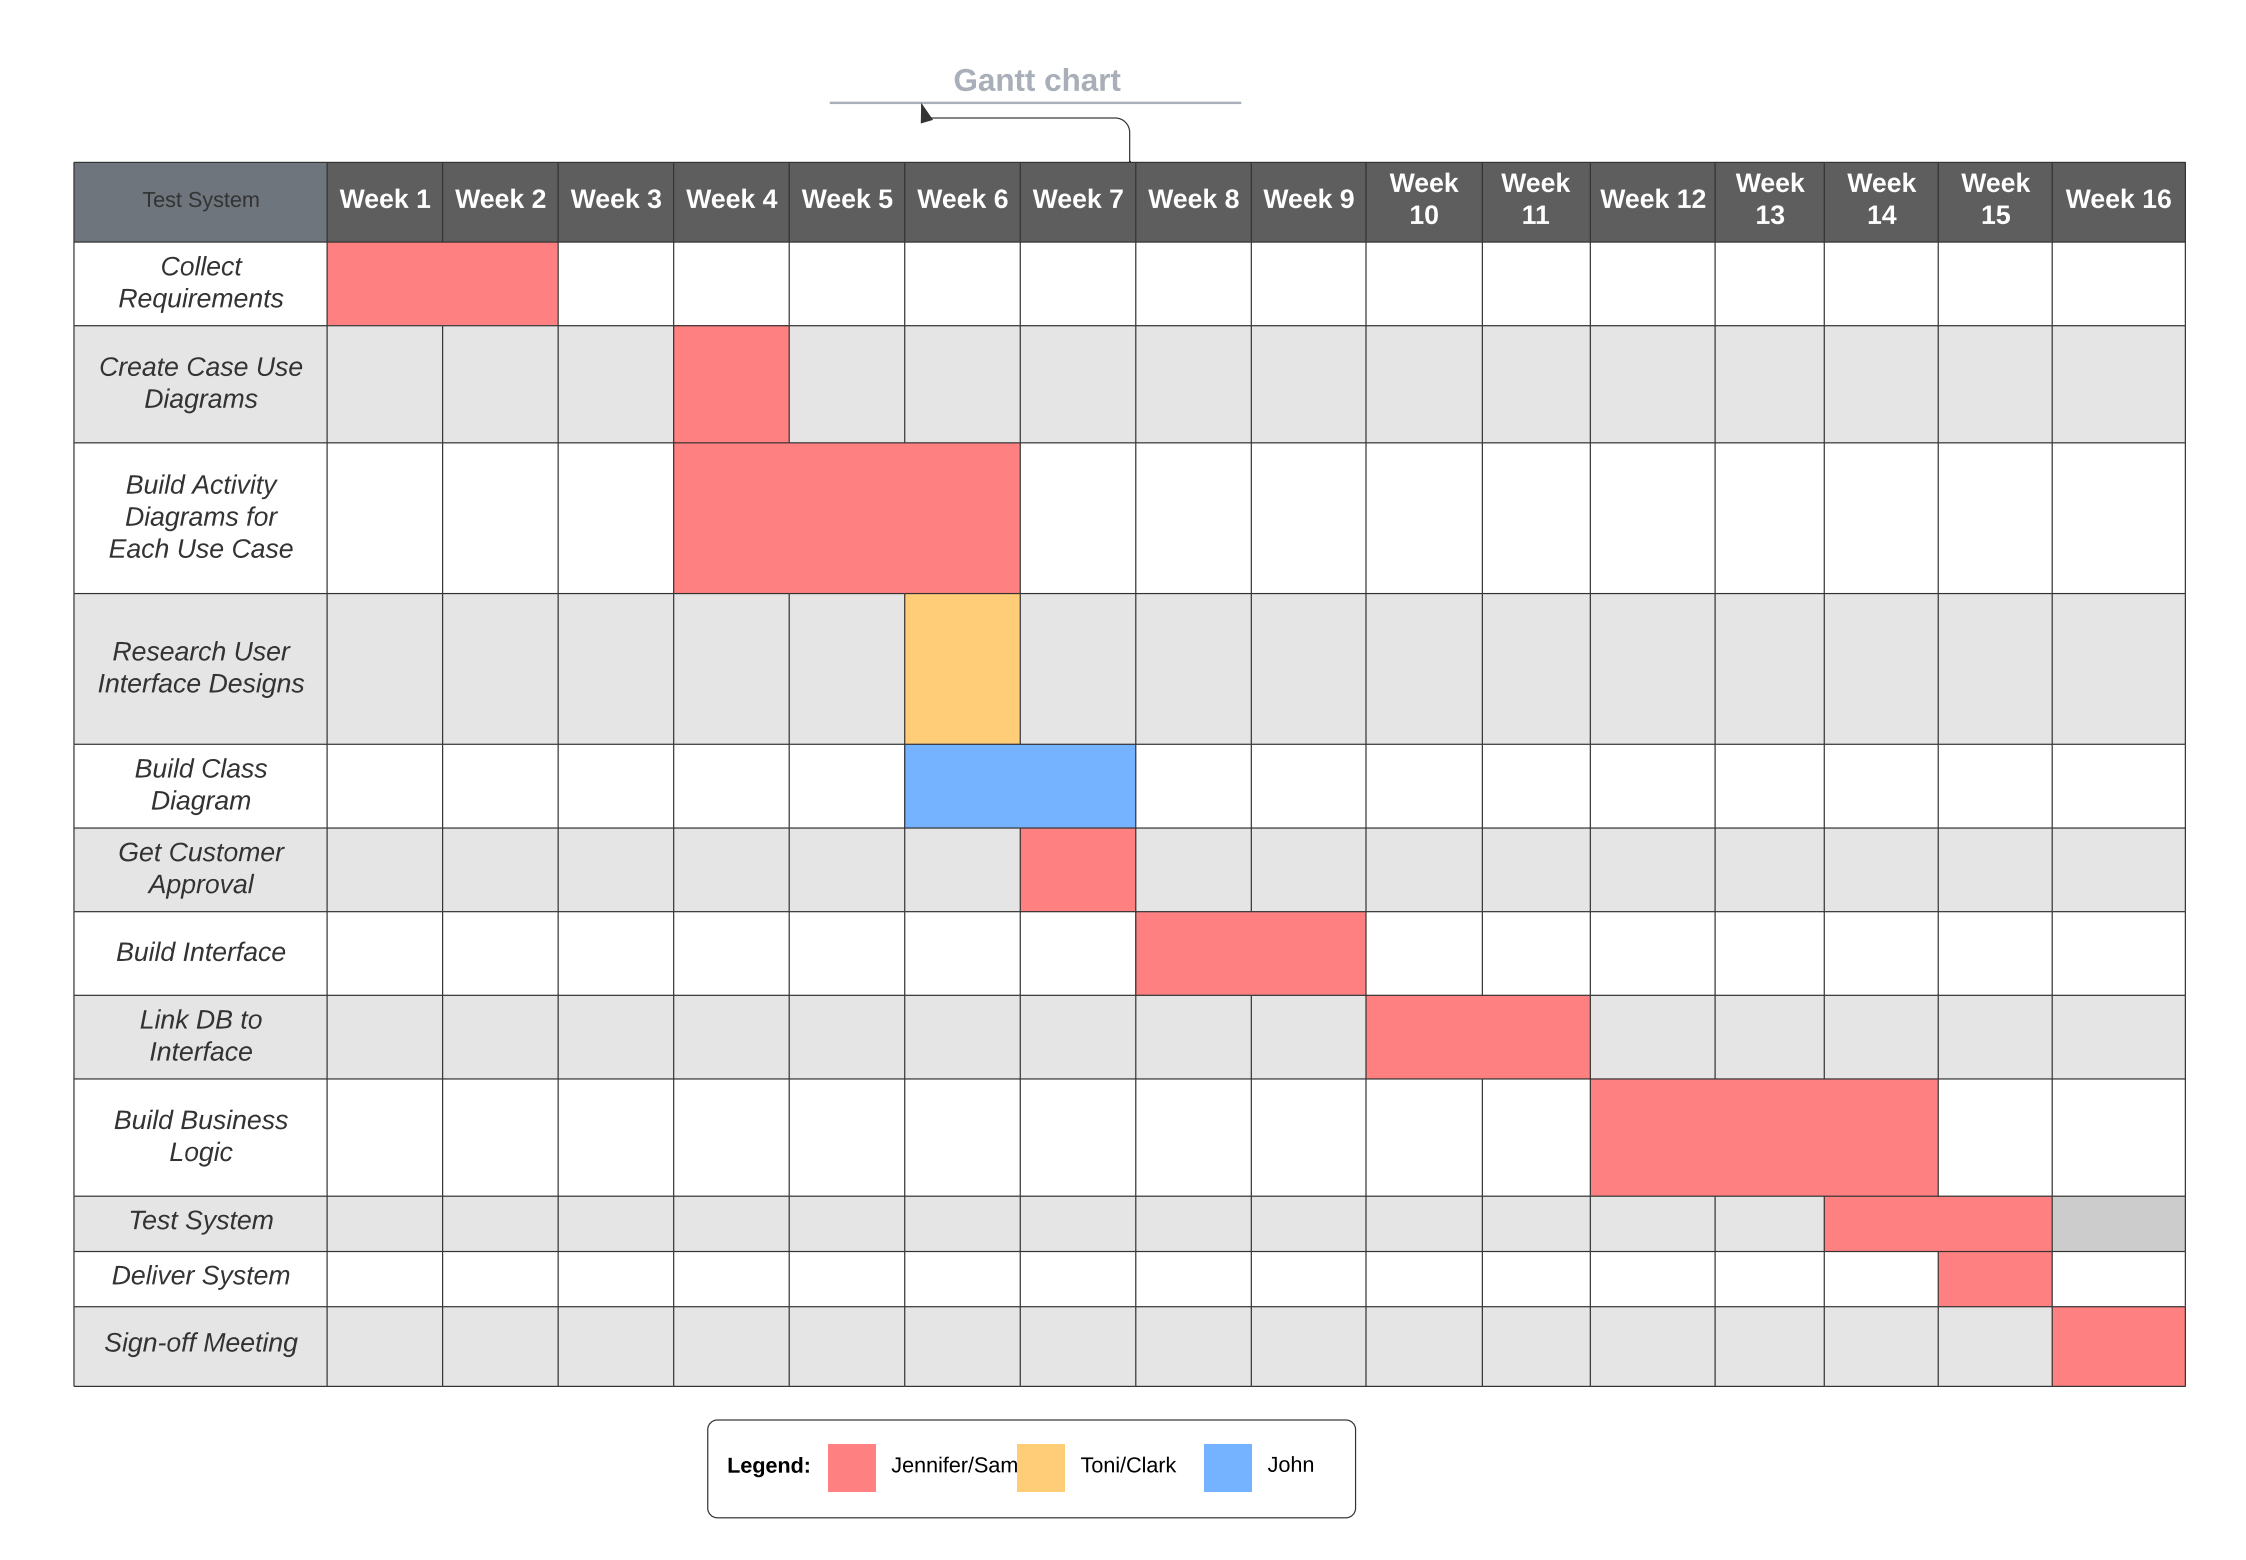 Gantt chart
Test System
Week 1
Week 2
Week 3
Week 4
Week 5
Week 6
Week 7
Week 8
Week 9
Week
10
Week
11
Week 12
Week
13
Week
14
Week
15
Week 16
Collect
Requirements
Create Case Use
Diagrams
Build Activity
Diagrams for
Each Use Case
Research User
Interface Designs
Build Class
Diagram
Get Customer
Approval
Build Interface
Link DB to
Interface
Build Business
Logic
Test System
Deliver System
Sign-off Meeting
Legend:
Jennifer/Sam
Toni/Clark
John